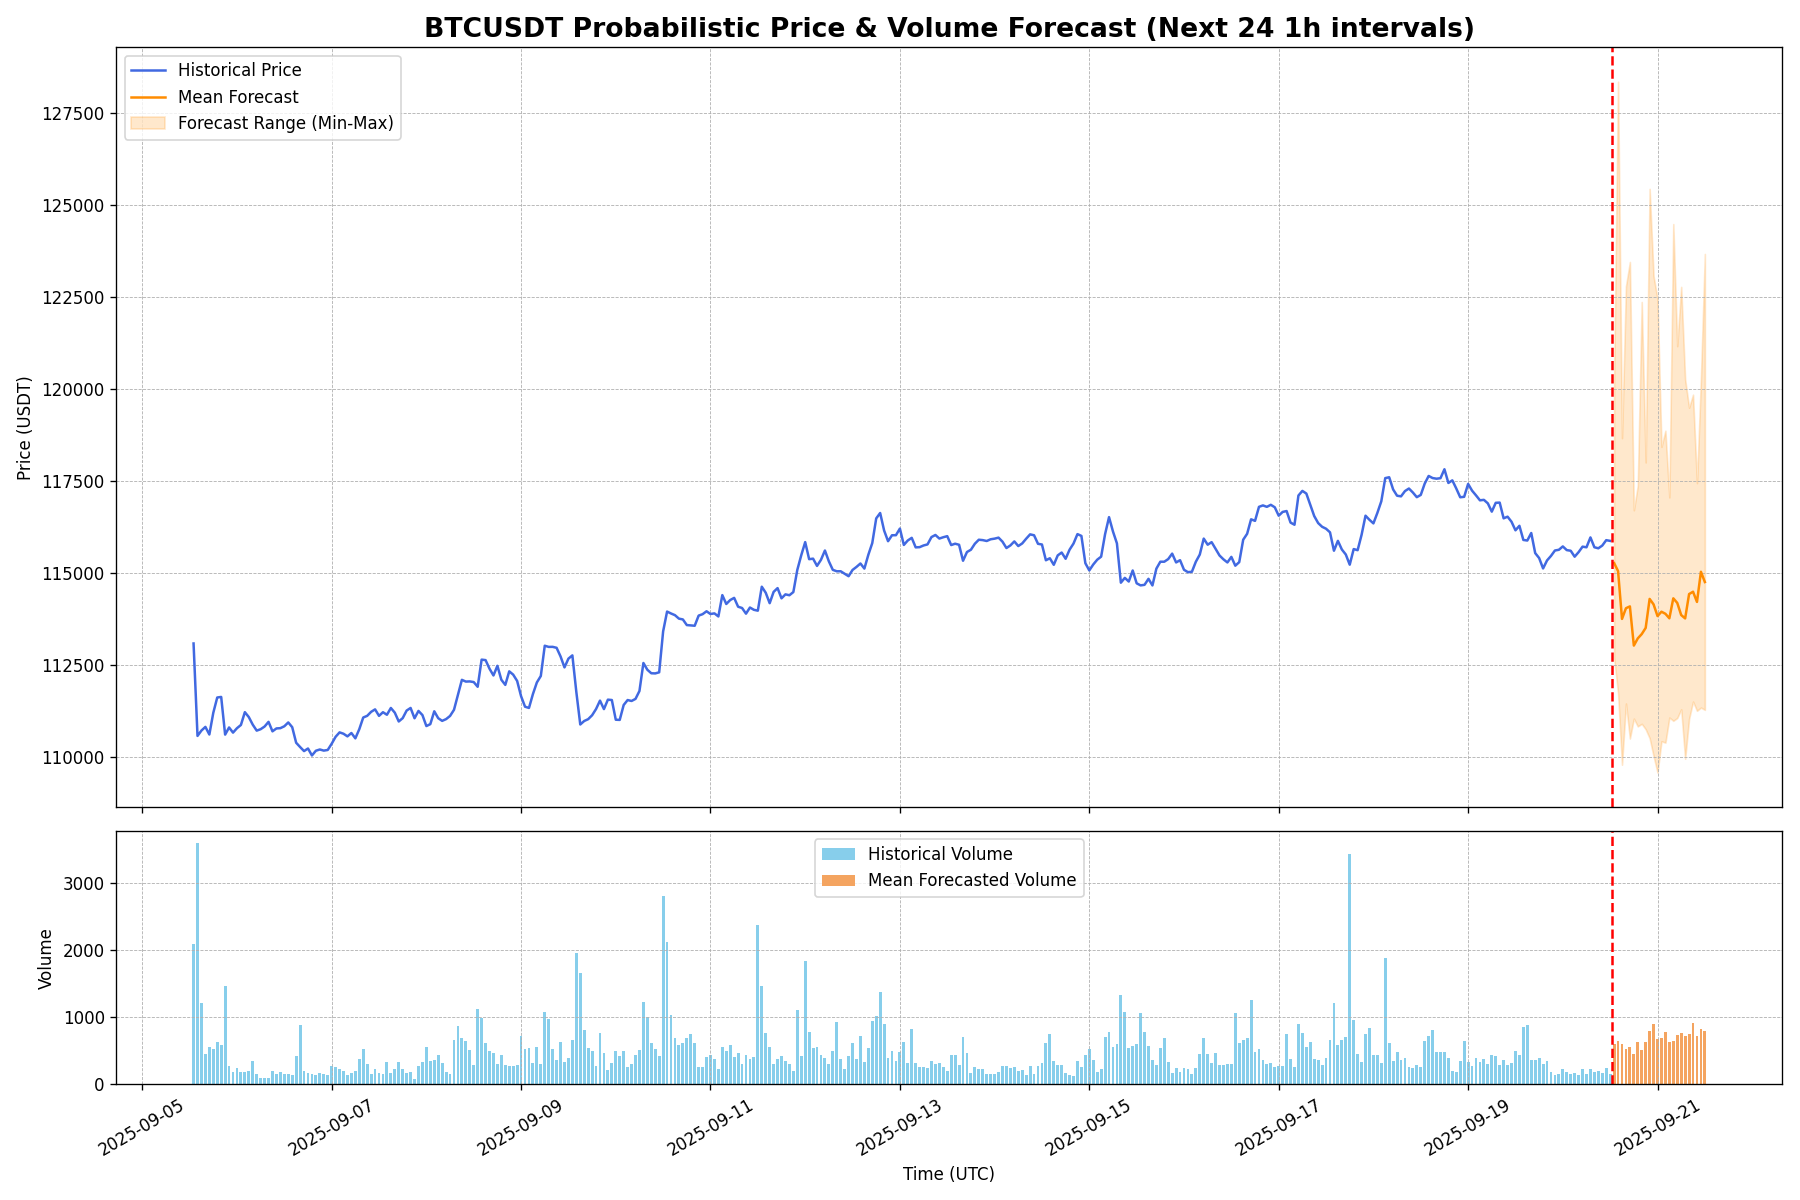 BTCUSDT Probabilistic Price & Volume Forecast (Next 24 1h intervals)
Historical Price
Mean Forecast
Forecast Range (Min-Max)
127500
125000
122500
120000
117500
115000
112500
110000
Price (USDT)
Historical Volume
Mean Forecasted Volume
3000
2000
1000
0
Volume
2025-09-05
2025-09-07
2025-09-09
2025-09-11
2025-09-13
2025-09-15
2025-09-17
2025-09-19
2025-09-21
Time (UTC)